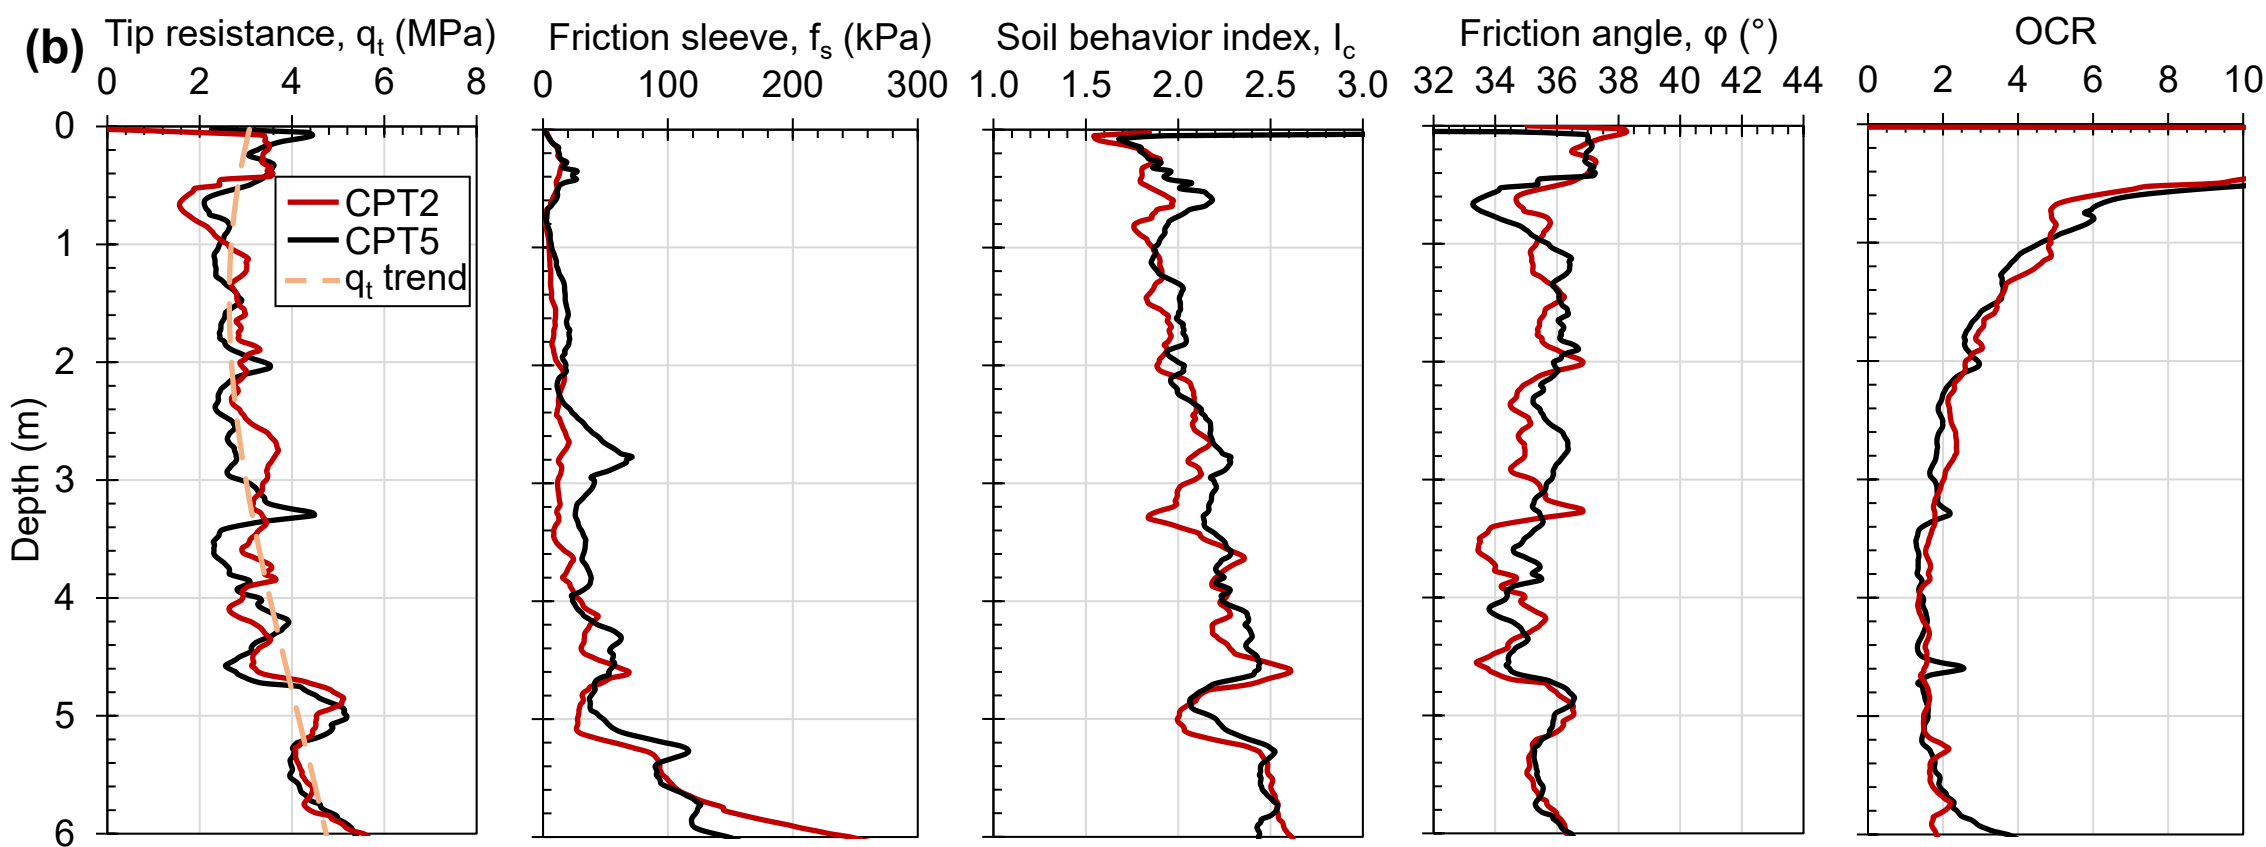 (b)
Tip resistance, qt (MPa)
0 2 4 6 8
Friction sleeve, fs (kPa)
0 100 200 300
Soil behavior index, Ic
1.0 1.5 2.0 2.5 3.0
Friction angle, φ (°)
32 34 36 38 40 42 44
OCR
0 2 4 6 8 10
Depth (m)
0
1
2
3
4
5
6
CPT2
CPT5
qt trend